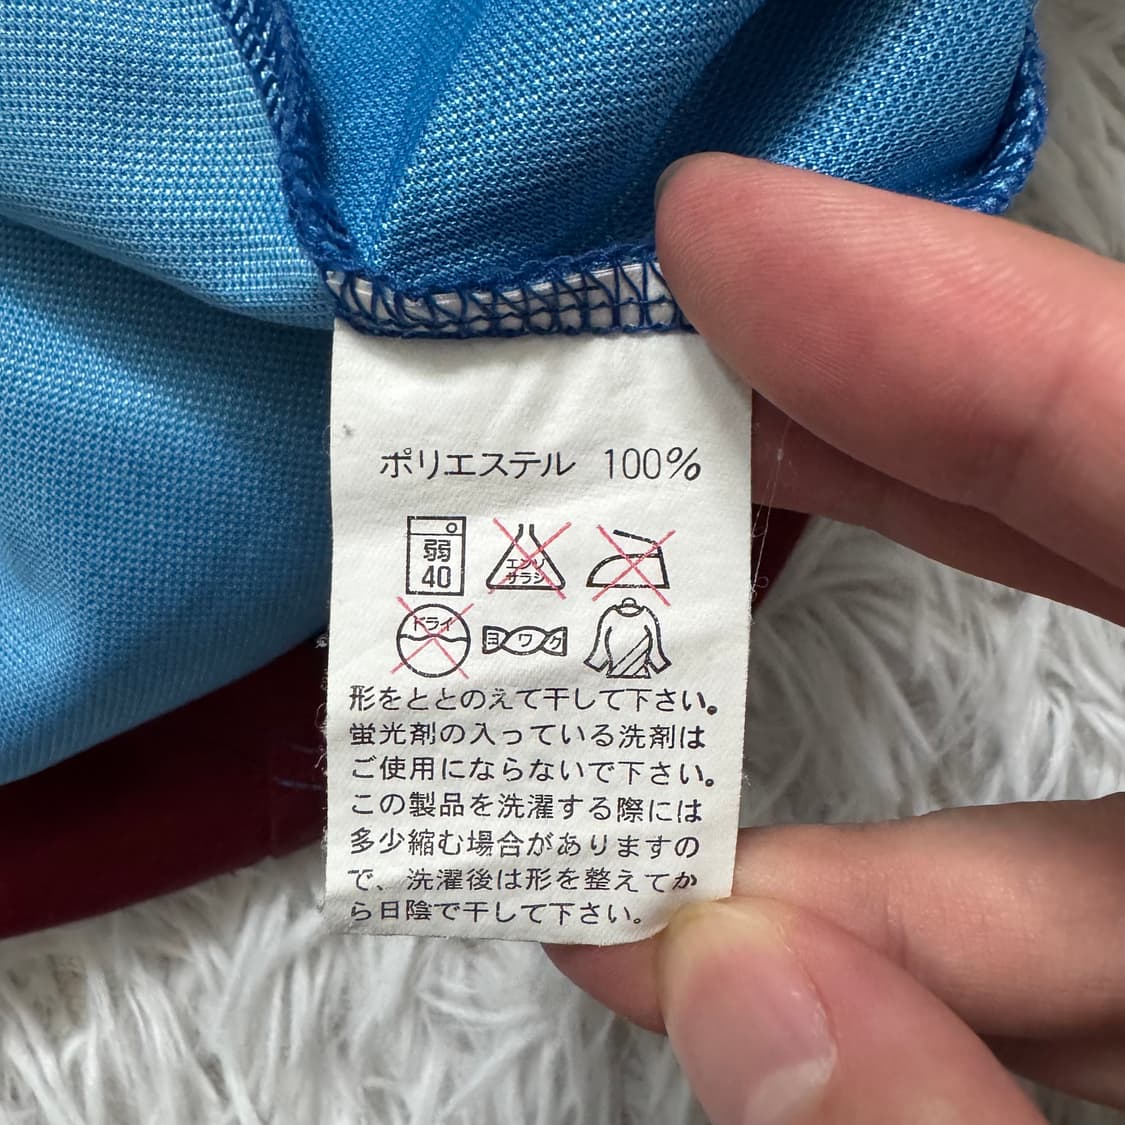 ポリエステル 100%
弱
40
エンソ
サラシ
ドライ
ヨワク
形をととのえて干して下さい。
蛍光剤の入っている洗剤は
ご使用にならないで下さい。
この製品を洗濯する際には
多少縮む場合がありますの
で、洗濯後は形を整えてか
ら日陰で干して下さい。